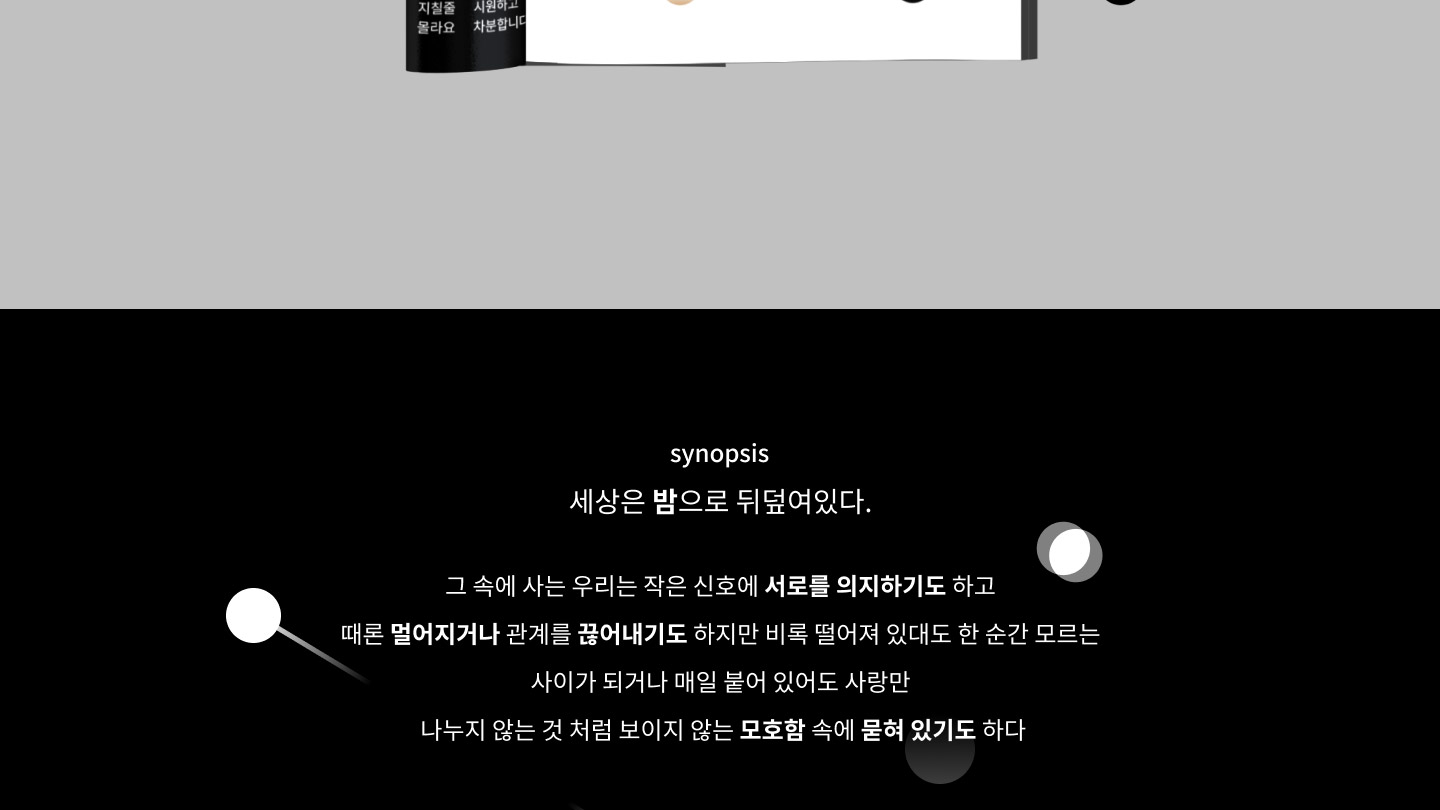 지칠줄 시원하고
몰라요 차분합니다
synopsis
세상은 밤으로 뒤덮여있다.
그 속에 사는 우리는 작은 신호에 서로를 의지하기도 하고
때론 멀어지거나 관계를 끊어내기도 하지만 비록 떨어져 있대도 한 순간 모르는
사이가 되거나 매일 붙어 있어도 사랑만
나누지 않는 것 처럼 보이지 않는 모호함 속에 묻혀 있기도 하다